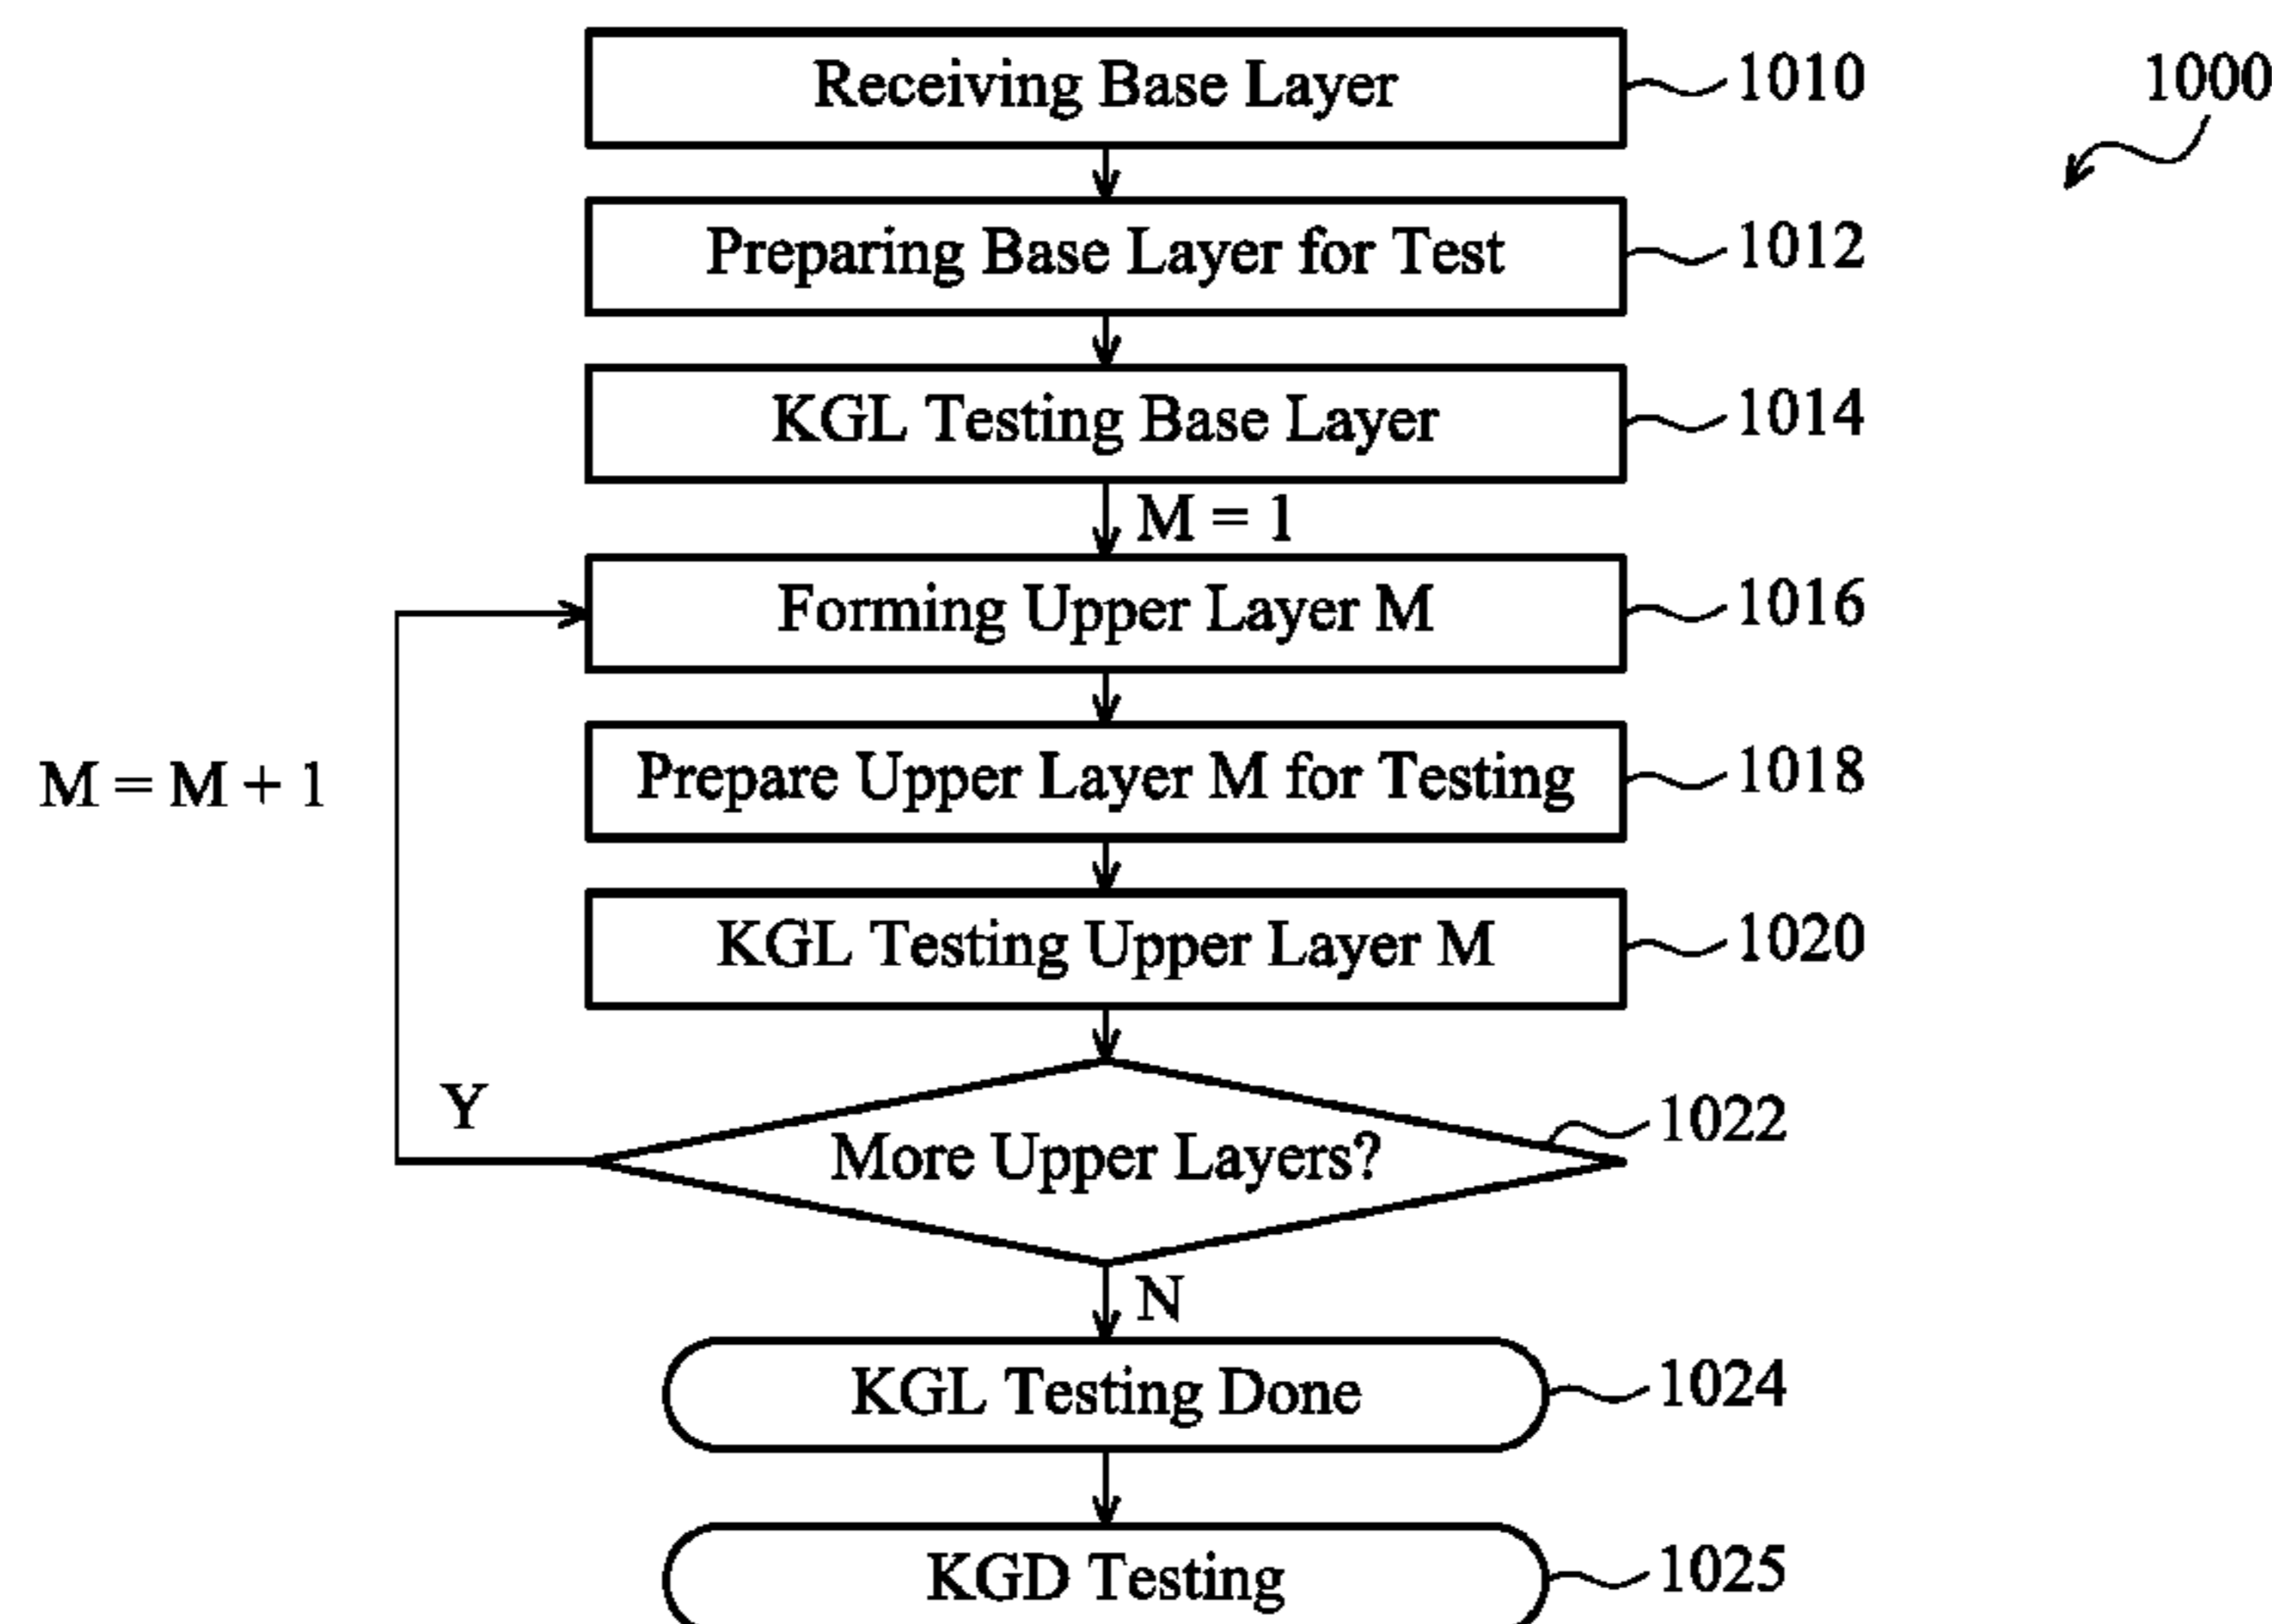 Receiving Base Layer
1010
1000
Preparing Base Layer for Test
1012
KGL Testing Base Layer
1014
M = 1
Forming Upper Layer M
1016
M = M + 1
Prepare Upper Layer M for Testing
1018
KGL Testing Upper Layer M
1020
Y
More Upper Layers?
1022
N
KGL Testing Done
1024
KGD Testing
1025